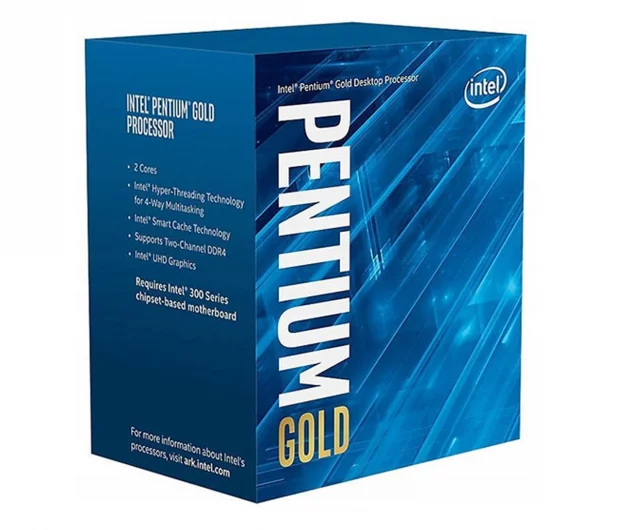 INTEL® PENTIUM® GOLD
PROCESSOR
• 2 Cores
• Intel® Hyper-Threading Technology
for 4-Way Multitasking
• Intel® Smart Cache Technology
• Supports Two-Channel DDR4
• Intel® UHD Graphics
Requires Intel® 300 Series
chipset-based motherboard
For more information about Intel's
processors, visit ark.intel.com
Intel® Pentium® Gold Desktop Processor
intel®
PENTIUM
GOLD